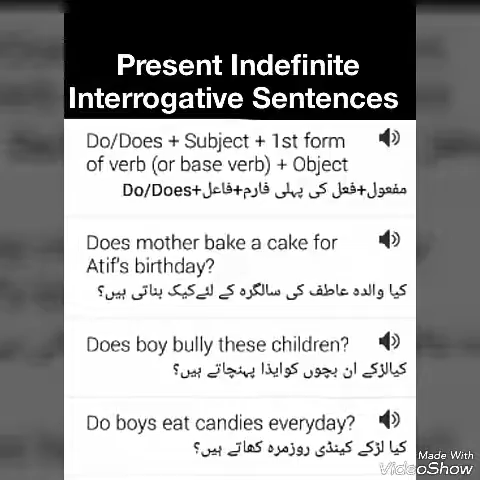 Present Indefinite
Interrogative Sentences
Do/Does + Subject + 1st form
of verb (or base verb) + Object
مفعول+فعل کی پہلی فارم+فاعل+Do/Does
Does mother bake a cake for
Atif's birthday?
کیا والدہ عاطف کی سالگرہ کے لئےکیک بناتی ہیں؟
Does boy bully these children?
کیالڑکے ان بچوں کوایذا پہنچاتے ہیں؟
Do boys eat candies everyday?
کیا لڑکے کینڈی روزمرہ کھاتے ہیں؟
Made With
VideoShow